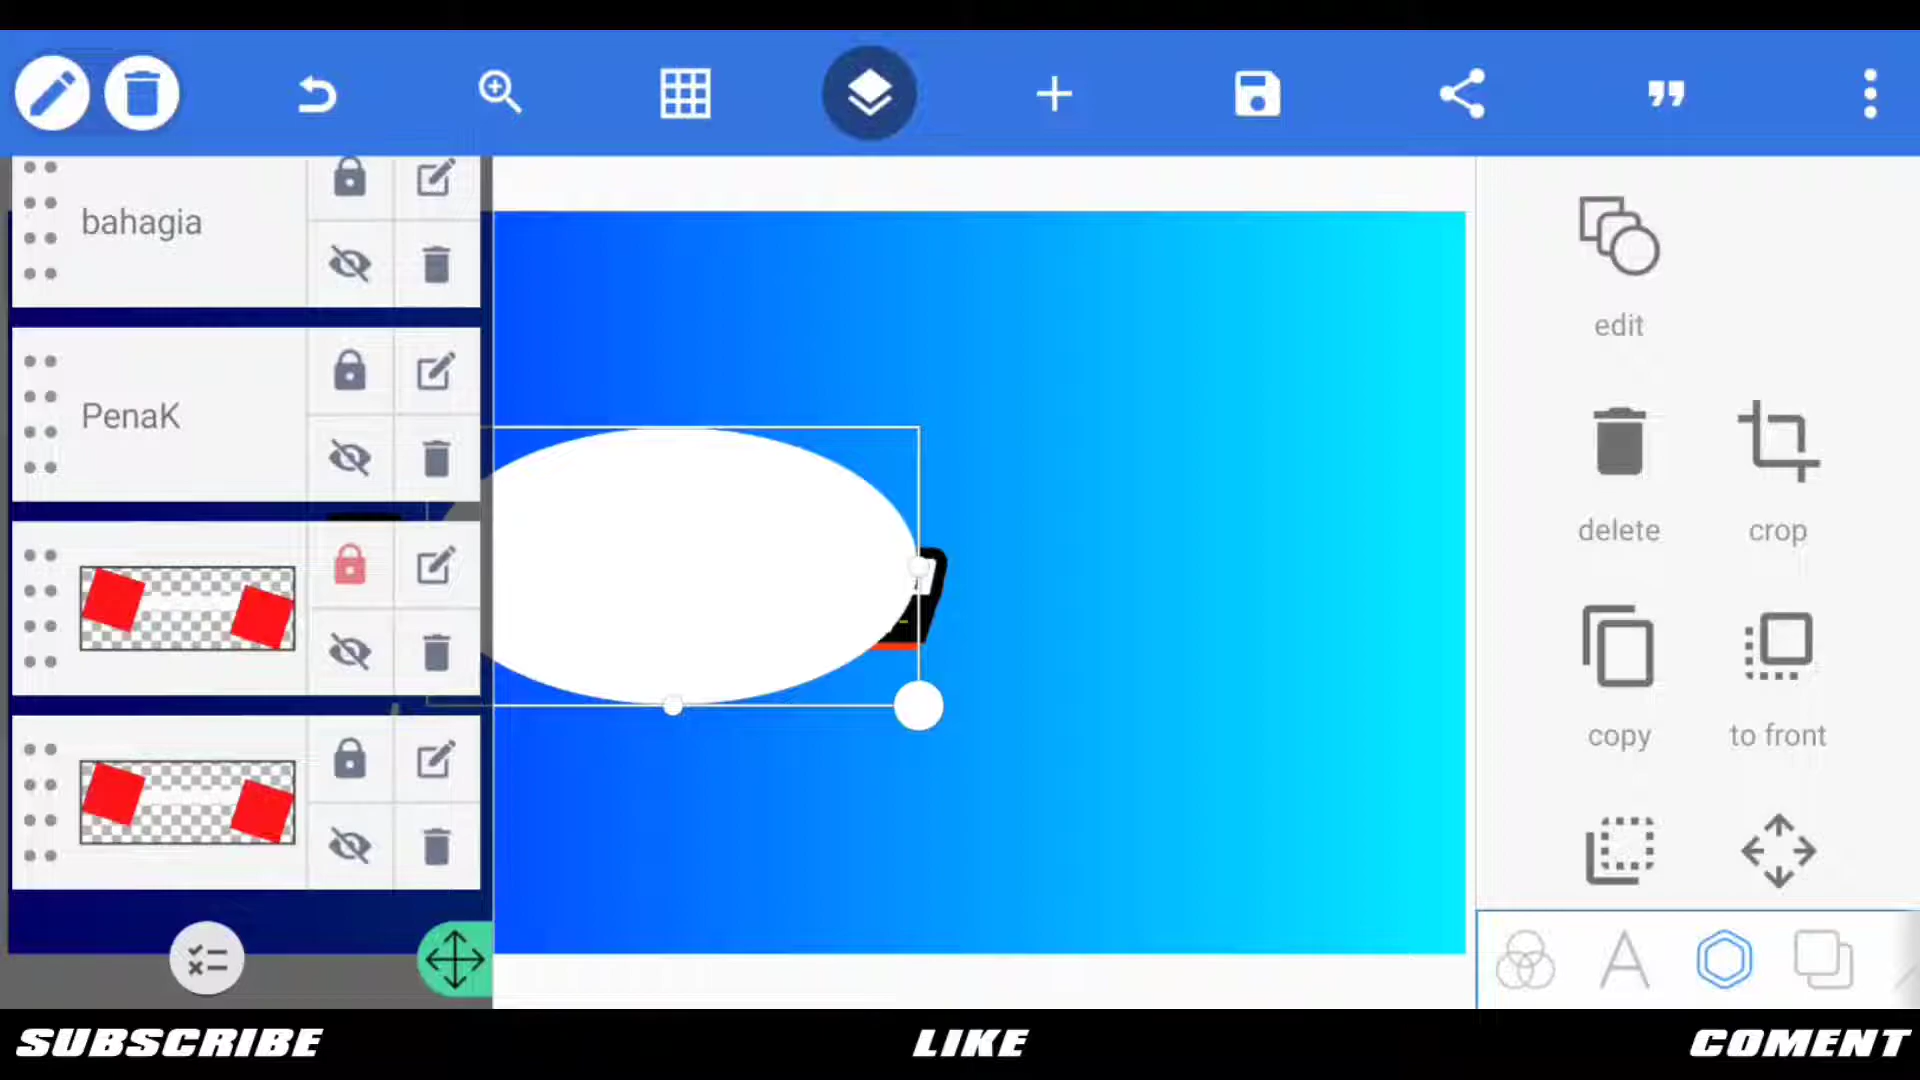 bahagia
PenaK
edit
delete
crop
copy
to front
SUBSCRIBE
LIKE
COMENT